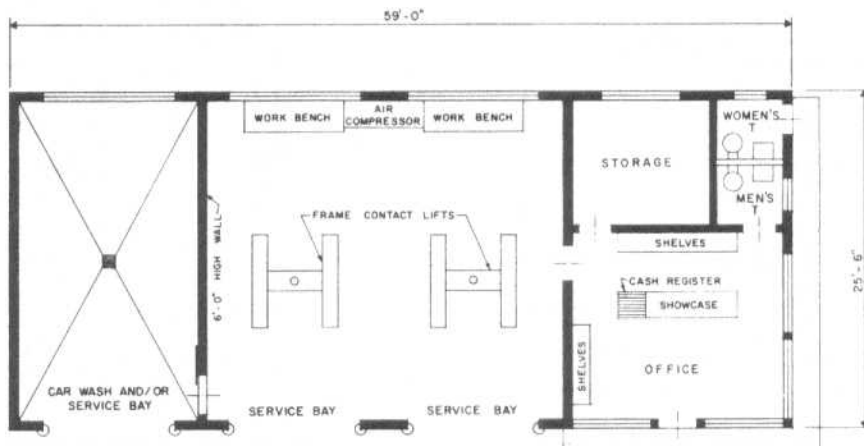 59'-0"
WORK BENCH
AIR
COMPRESSOR
WORK BENCH
WOMEN'S
T
STORAGE
MEN'S
T
6'-0" HIGH WALL
FRAME CONTACT LIFTS
SHELVES
CASH REGISTER
SHOWCASE
25'-6"
SHELVES
OFFICE
CAR WASH AND/OR
SERVICE BAY
SERVICE BAY
SERVICE BAY